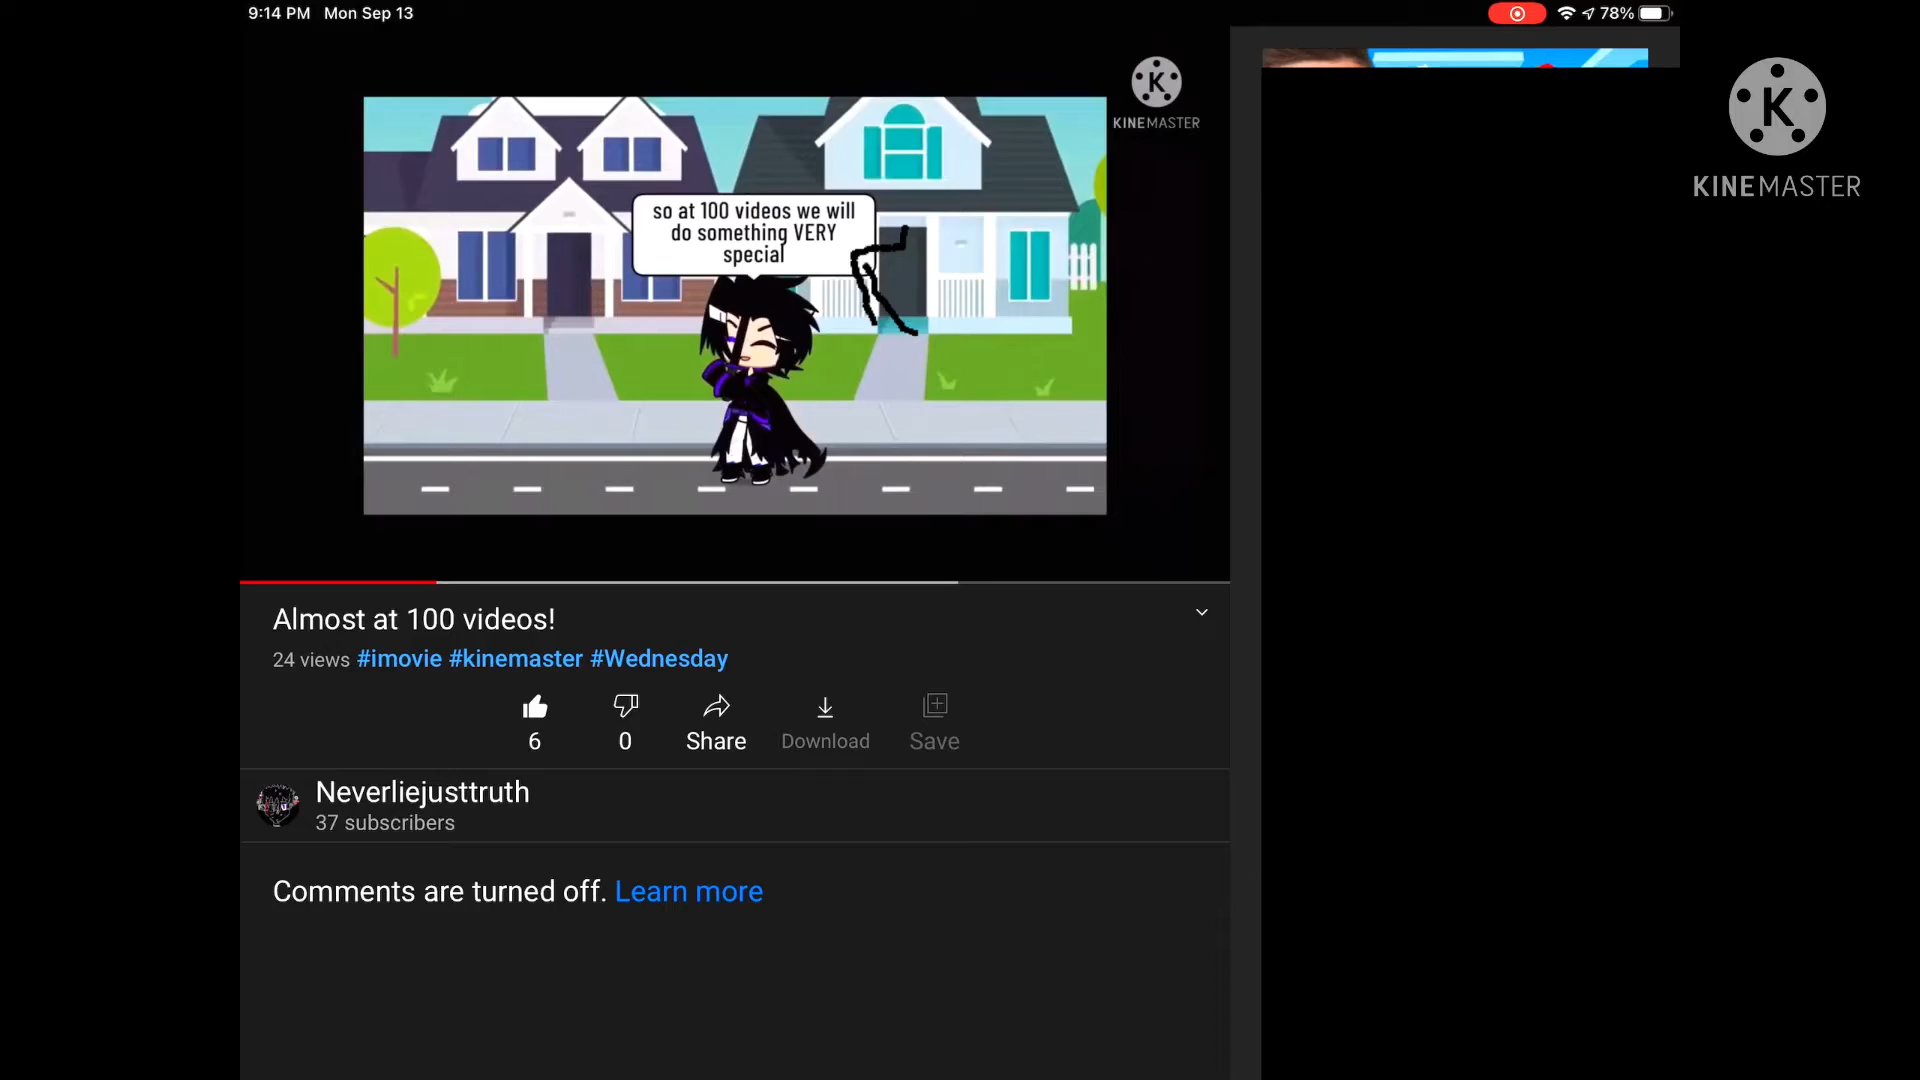 9:14 PM Mon Sep 13
78%
K
KINEMASTER
K
KINEMASTER
so at 100 videos we will
do something VERY
special
Almost at 100 videos!
24 views #imovie #kinemaster #Wednesday
6
0
Share
Download
Save
Neverliejusttruth
37 subscribers
Comments are turned off. Learn more